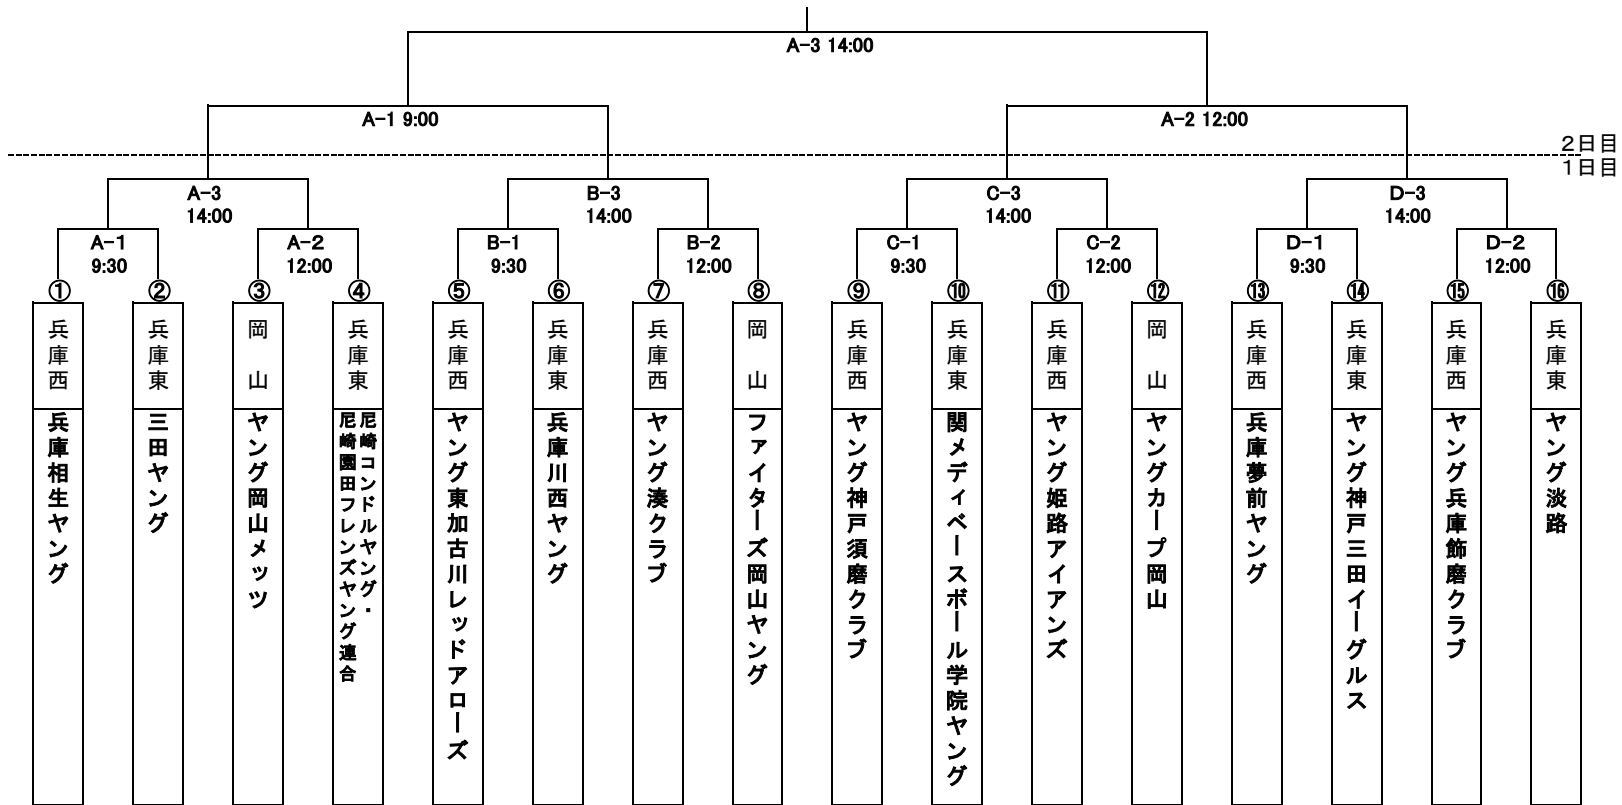 A-3 14:00
A-1 9:00
A-2 12:00
2日目
1日目
A-3
14:00
B-3
14:00
C-3
14:00
D-3
14:00
A-1
9:30
A-2
12:00
B-1
9:30
B-2
12:00
C-1
9:30
C-2
12:00
D-1
9:30
D-2
12:00
①
兵庫西
兵庫相生ヤング
②
兵庫東
三田ヤング
③
岡山
ヤング岡山メッツ
④
兵庫東
尼崎コンドルヤング・
尼崎園田フレンズヤング連合
⑤
兵庫西
ヤング東加古川レッドアローズ
⑥
兵庫東
兵庫川西ヤング
⑦
兵庫西
ヤング湊クラブ
⑧
岡山
ファイターズ岡山ヤング
⑨
兵庫西
ヤング神戸須磨クラブ
⑩
兵庫東
関メディベースボール学院ヤング
⑪
兵庫西
ヤング姫路アイアンズ
⑫
岡山
ヤングカープ岡山
⑬
兵庫西
兵庫夢前ヤング
⑭
兵庫東
ヤング神戸三田イーグルス
⑮
兵庫西
ヤング兵庫飾磨クラブ
⑯
兵庫東
ヤング淡路